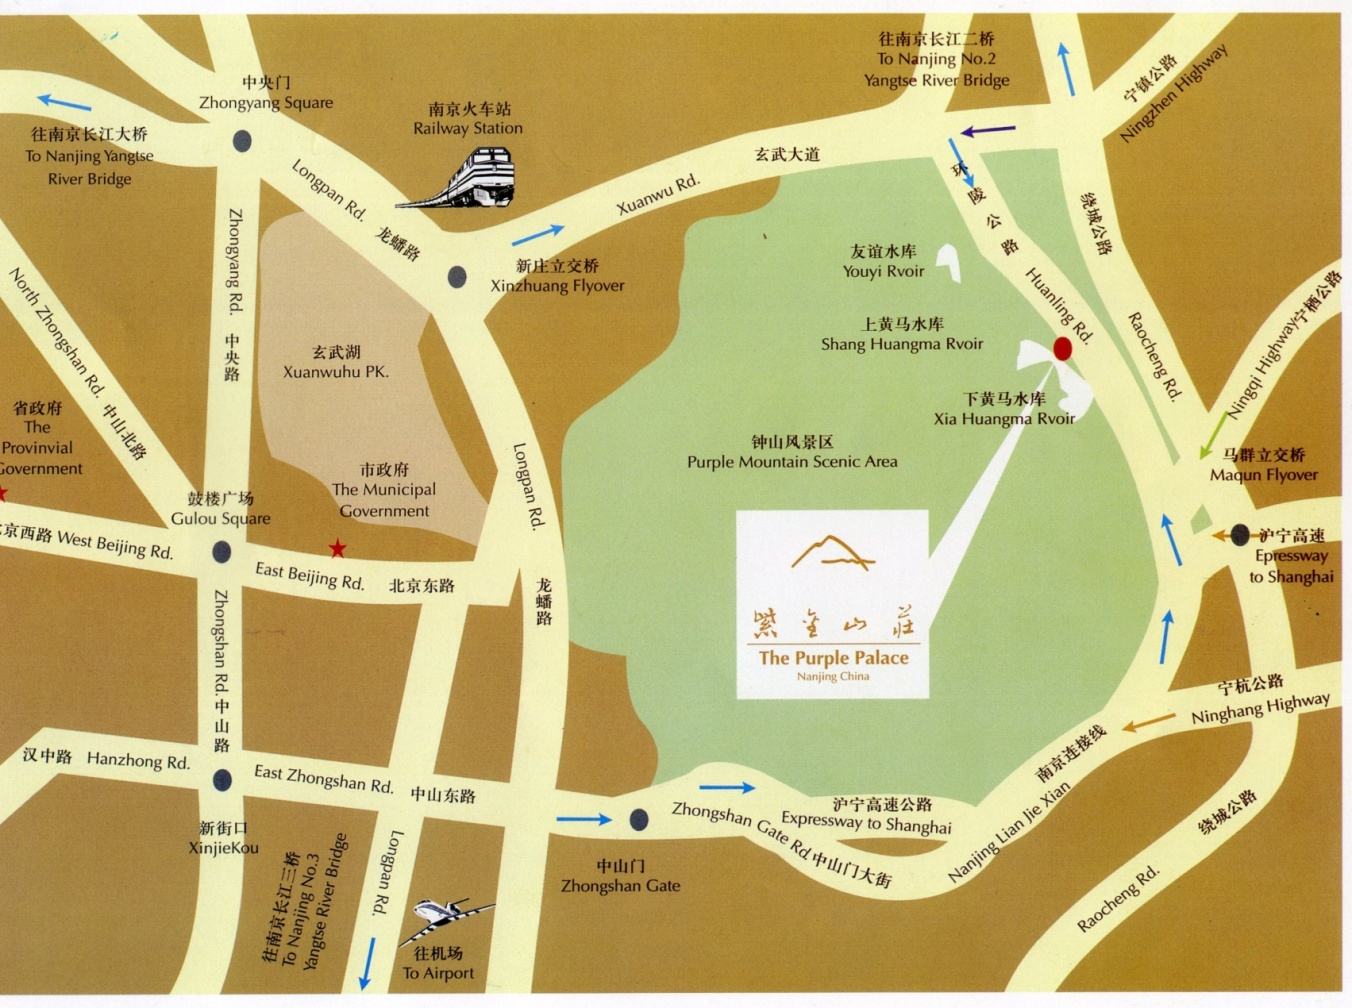 中央门
Zhongyang Square
往南京长江大桥
To Nanjing Yangtse
River Bridge
南京火车站
Railway Station
往南京长江二桥
To Nanjing No.2
Yangtse River Bridge
宁镇公路
Ningzhen Highway
Longpan Rd. 龙蟠路
Xuanwu Rd.
玄武大道
环陵公路
Huanling Rd.
绕城公路
Raocheng Rd.
新庄立交桥
Xinzhuang Flyover
友谊水库
Youyi Rvoir
上黄马水库
Shang Huangma Rvoir
下黄马水库
Xia Huangma Rvoir
Ningqi Highway宁栖公路
North Zhongshan Rd. 中山北路
Zhongyang Rd. 中央路
玄武湖
Xuanwuhu PK.
省政府
The
Provinvial
Government
市政府
The Municipal
Government
钟山风景区
Purple Mountain Scenic Area
马群立交桥
Maqun Flyover
鼓楼广场
Gulou Square
京西路 West Beijing Rd.
East Beijing Rd. 北京东路
Longpan Rd.
龙蟠路
沪宁高速
Epressway
to Shanghai
紫金山莊
The Purple Palace
Nanjing China
Zhongshan Rd. 中山路
宁杭公路
Ninghang Highway
汉中路 Hanzhong Rd.
East Zhongshan Rd. 中山东路
新街口
XinjieKou
往南京长江三桥
To Nanjing No.3
Yangtse River Bridge
Longpan Rd.
往机场
To Airport
中山门
Zhongshan Gate
沪宁高速公路
Expressway to Shanghai
Zhongshan Gate Rd.中山门大街
南京连接线
Nanjing Lian Jie Xian
绕城公路
Raocheng Rd.